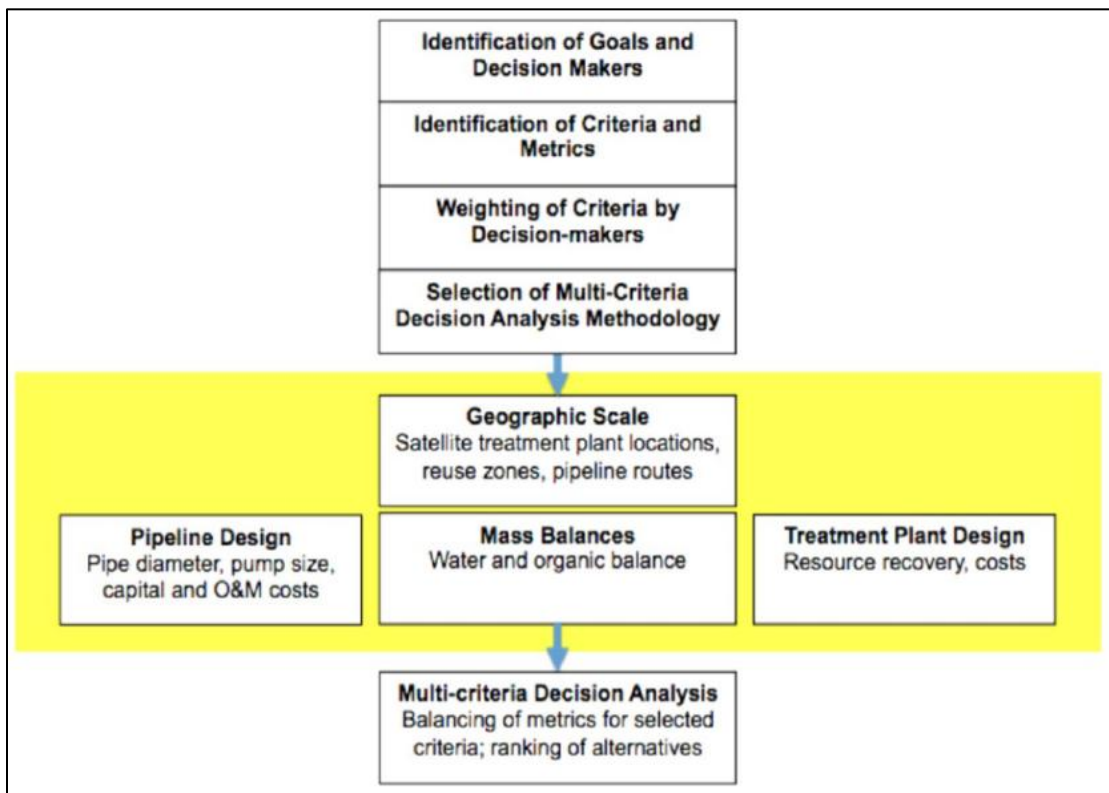 Identification of Goals and
Decision Makers
Identification of Criteria and
Metrics
Weighting of Criteria by
Decision-makers
Selection of Multi-Criteria
Decision Analysis Methodology
Geographic Scale
Satellite treatment plant locations,
reuse zones, pipeline routes
Pipeline Design
Pipe diameter, pump size,
capital and O&M costs
Mass Balances
Water and organic balance
Treatment Plant Design
Resource recovery, costs
Multi-criteria Decision Analysis
Balancing of metrics for selected
criteria; ranking of alternatives